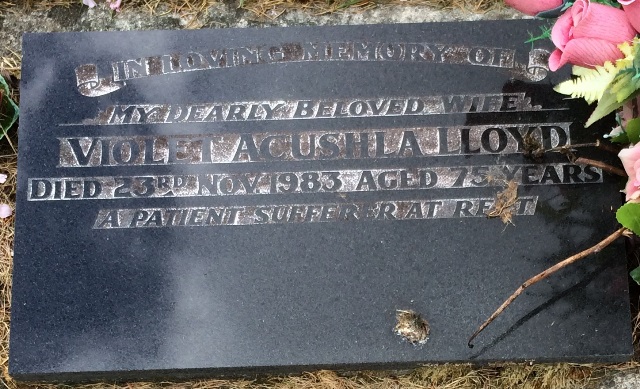 IN LOVING MEMORY OF
MY DEARLY BELOVED WIFE
VIOLET ACUSHLA LLOYD
DIED 23RD NOV. 1983 AGED 75 YEARS
A PATIENT SUFFERER AT REST